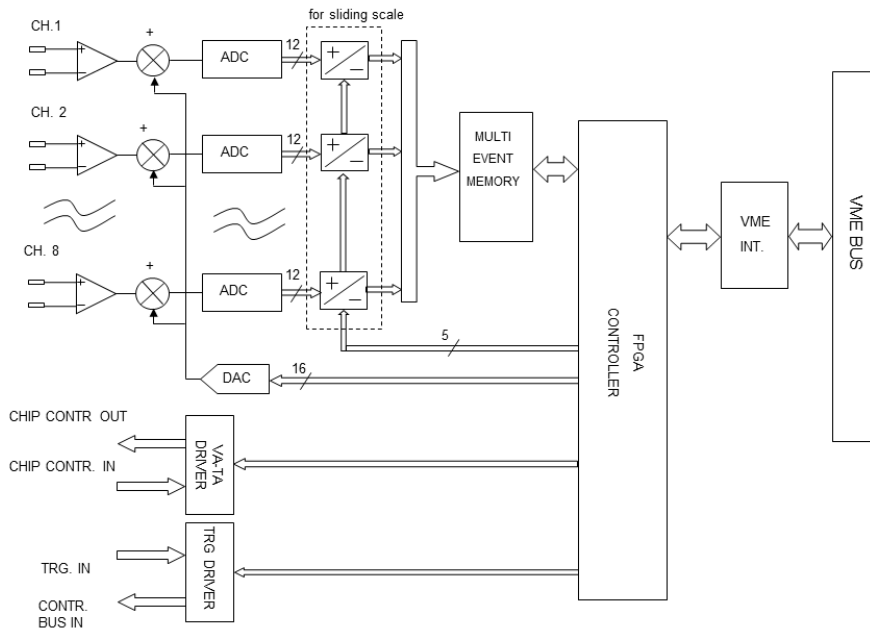 for sliding scale
CH.1
+
+
−
ADC
12
+
−
CH. 2
+
+
−
ADC
12
+
−
MULTI
EVENT
MEMORY
CH. 8
+
+
−
ADC
12
+
−
VME
INT.
VME BUS
FPGA
CONTROLLER
5
DAC
16
CHIP CONTR OUT
CHIP CONTR. IN
VA-TA
DRIVER
TRG. IN
CONTR.
BUS IN
TRG DRIVER